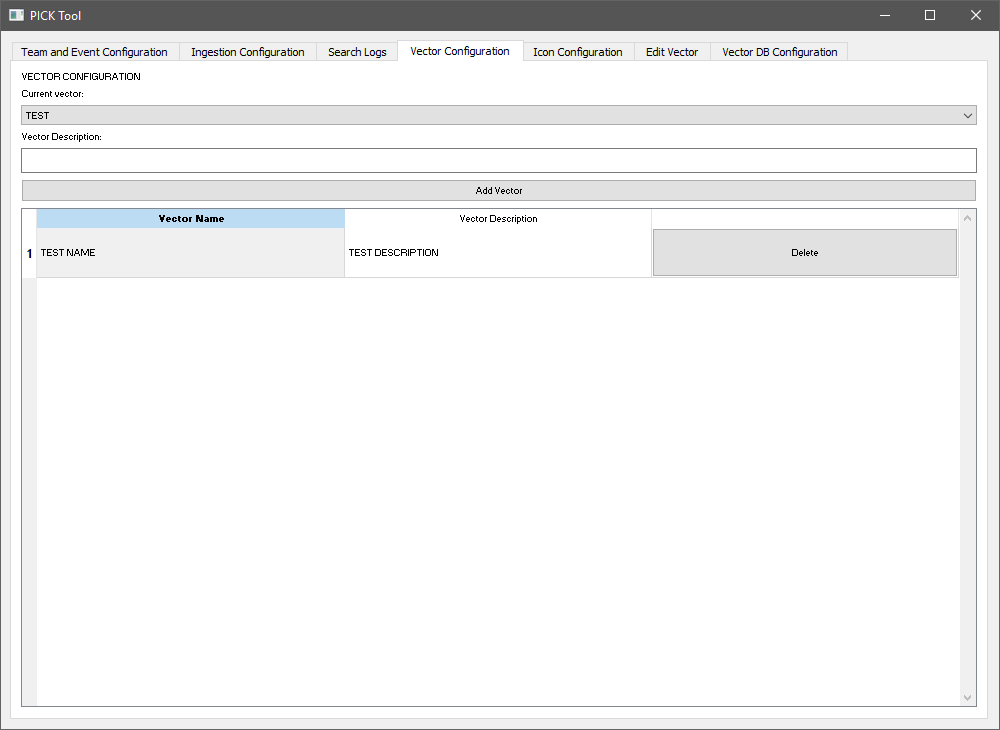 PICK Tool
Team and Event Configuration Ingestion Configuration Search Logs Vector Configuration Icon Configuration Edit Vector Vector DB Configuration
VECTOR CONFIGURATION
Current vector:
TEST
Vector Description:
Add Vector
Vector Name Vector Description
1 TEST NAME TEST DESCRIPTION Delete